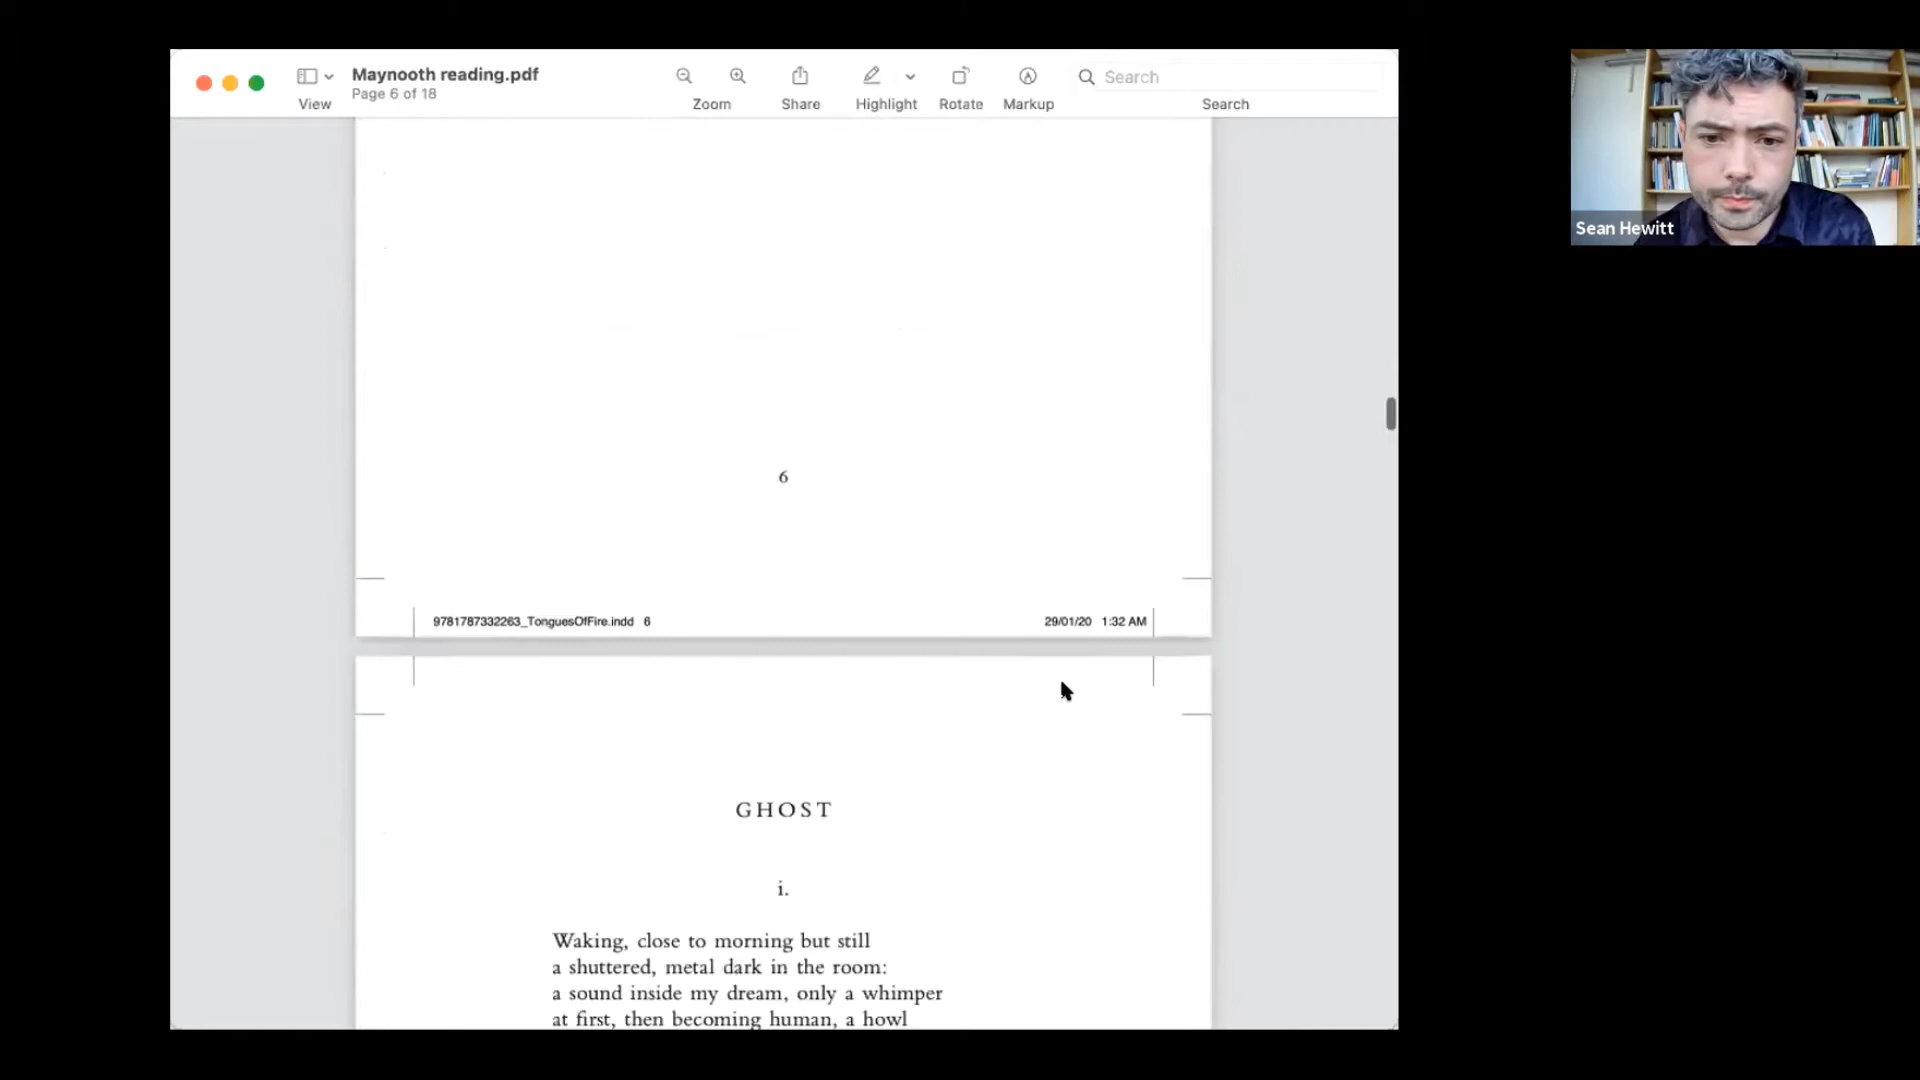 Maynooth reading.pdf
Page 6 of 18
View
Zoom
Share
Highlight
Rotate
Markup
Search
Search
Sean Hewitt
6
9781787332263_TonguesOfFire.indd 6
29/01/20 1:32 AM
GHOST
i.
Waking, close to morning but still
a shuttered, metal dark in the room:
a sound inside my dream, only a whimper
at first, then becoming human, a howl